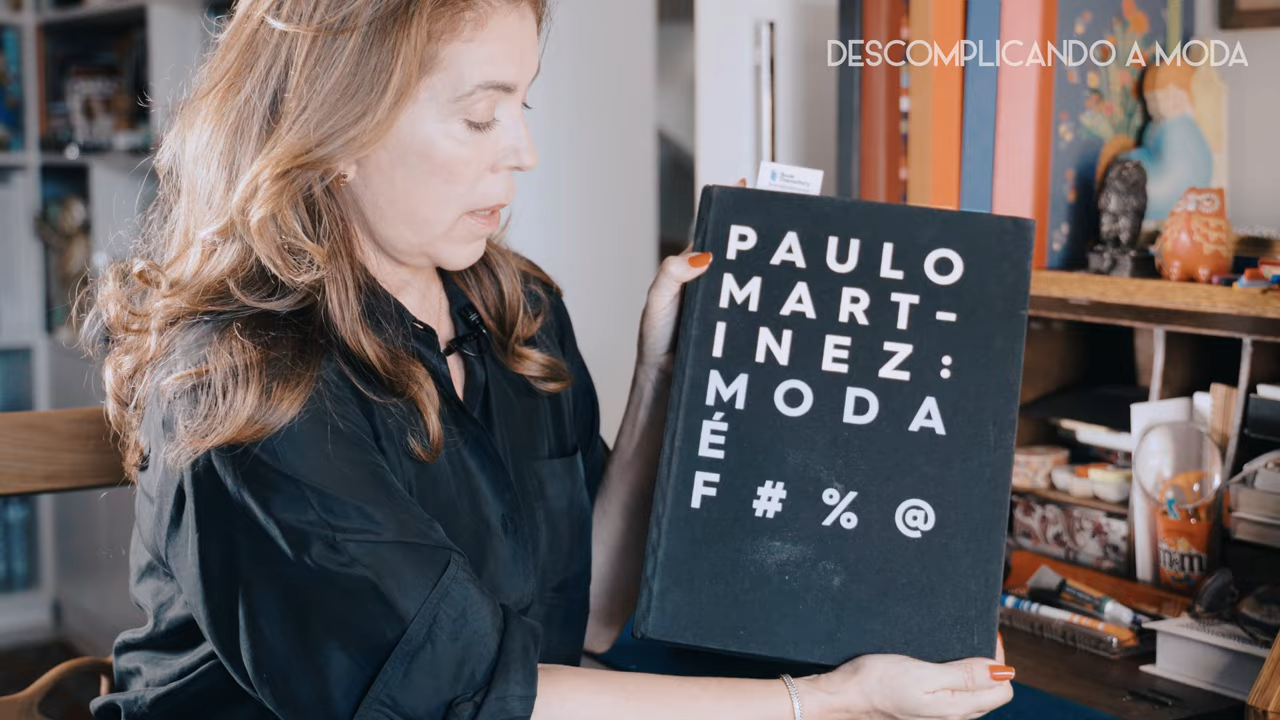 DESCOMPLICANDO A MODA
PAULO
MART-
INEZ:
MODA
É
F # % @
m&m